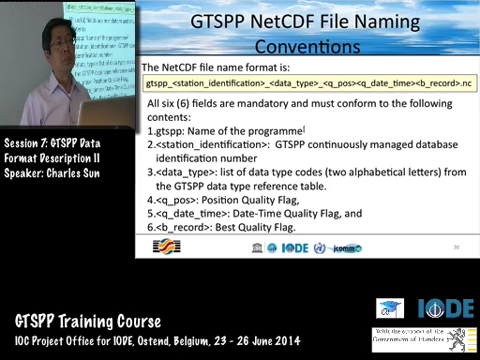 GTSPP NetCDF File Naming
Conventions
The NetCDF file name format is:
gtspp_<station_identification>_<data_type>_<q_pos><q_date_time><b_record>.nc
All six (6) fields are mandatory and must conform to the following
contents:
1.gtspp: Name of the programme
2.<station_identification>: GTSPP continuously managed database
identification number
3.<data_type>: list of data type codes (two alphabetical letters) from
the GTSPP data type reference table.
4.<q_pos>: Position Quality Flag,
5.<q_date_time>: Date-Time Quality Flag, and
6.<b_record>: Best Quality Flag.
IODE
jcomm
30
Session 7: GTSPP Data
Format Description II
Speaker: Charles Sun
GTSPP Training Course
IOC Project Office for IODE, Ostend, Belgium, 23 - 26 June 2014
IODE
With the support of the
Government of Flanders